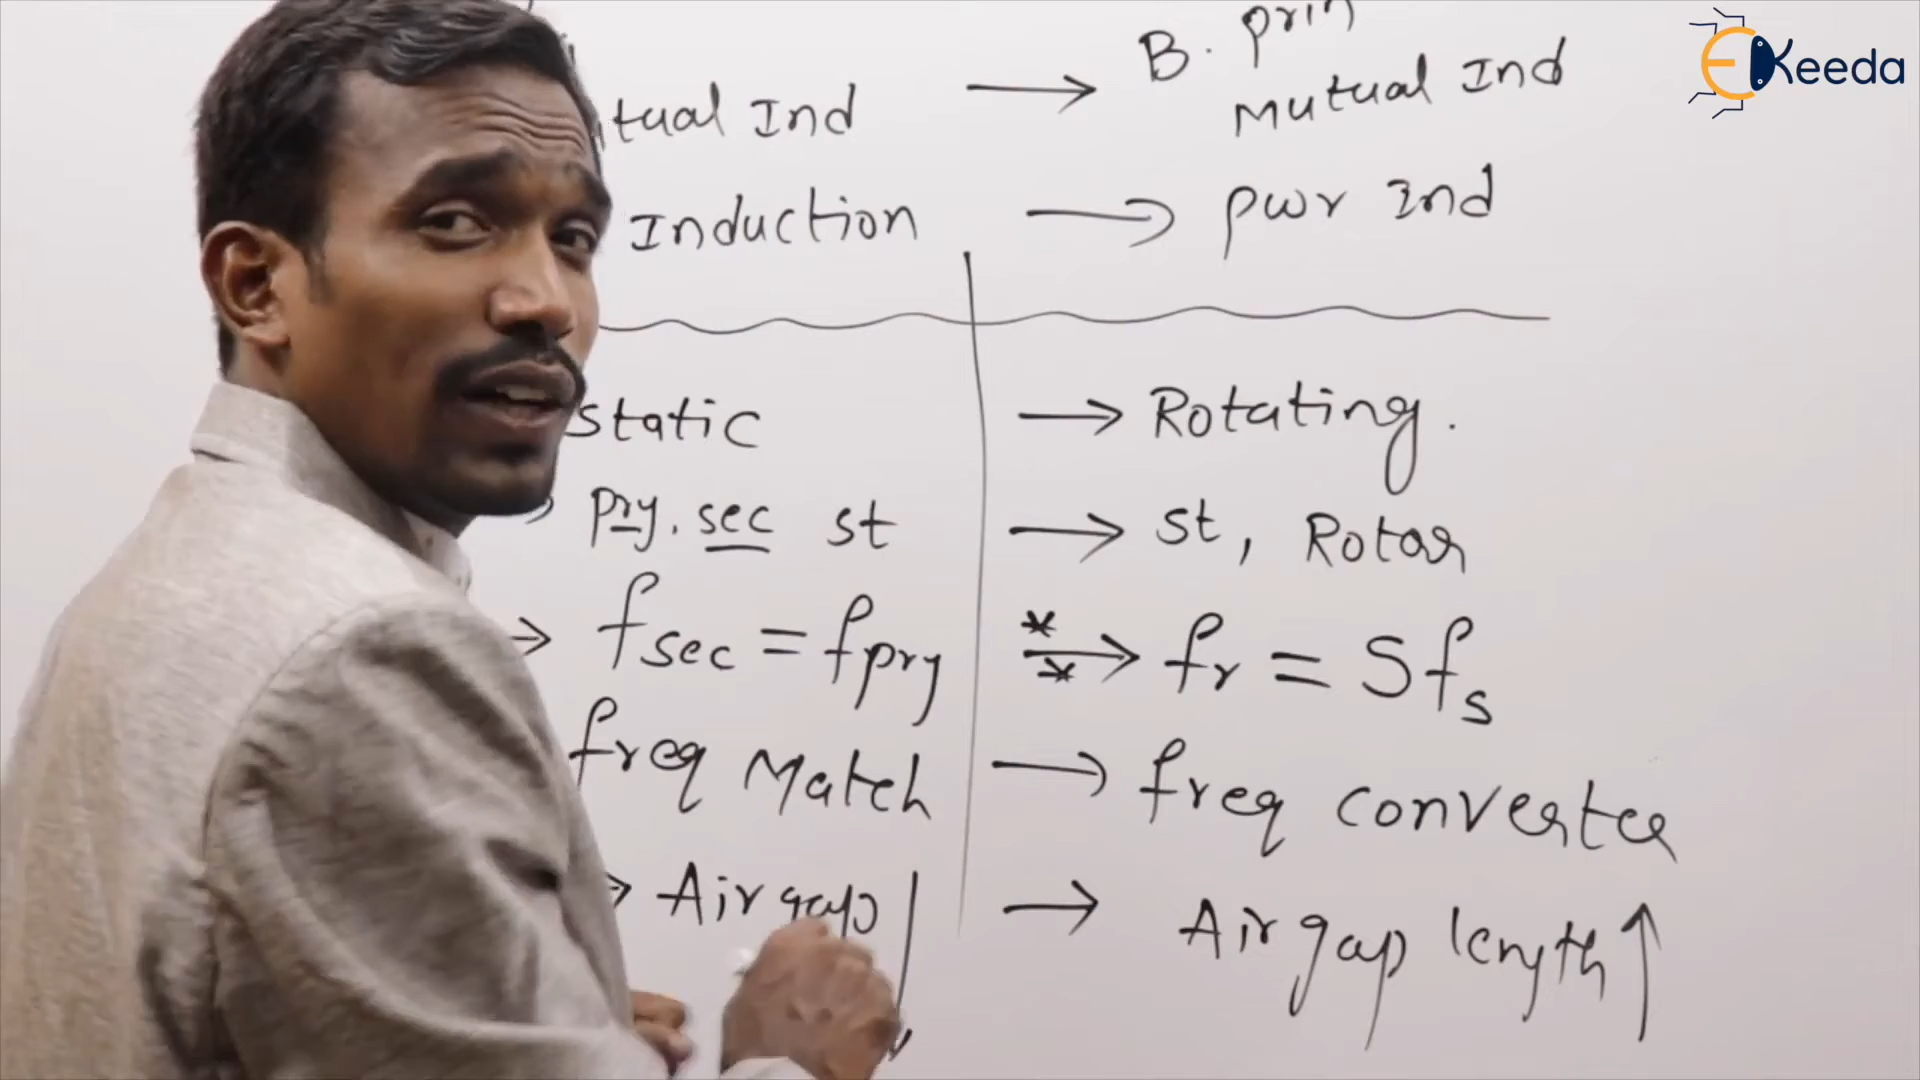 EKeeda
B. prin
tual Ind → Mutual Ind
Induction → pwr Ind
static → Rotating.
pry. sec st → st, Rotor
→ fsec = fpry *→* fr = Sfs
freq Match → freq converter
→ Air gap ↓ → Air gap length ↑